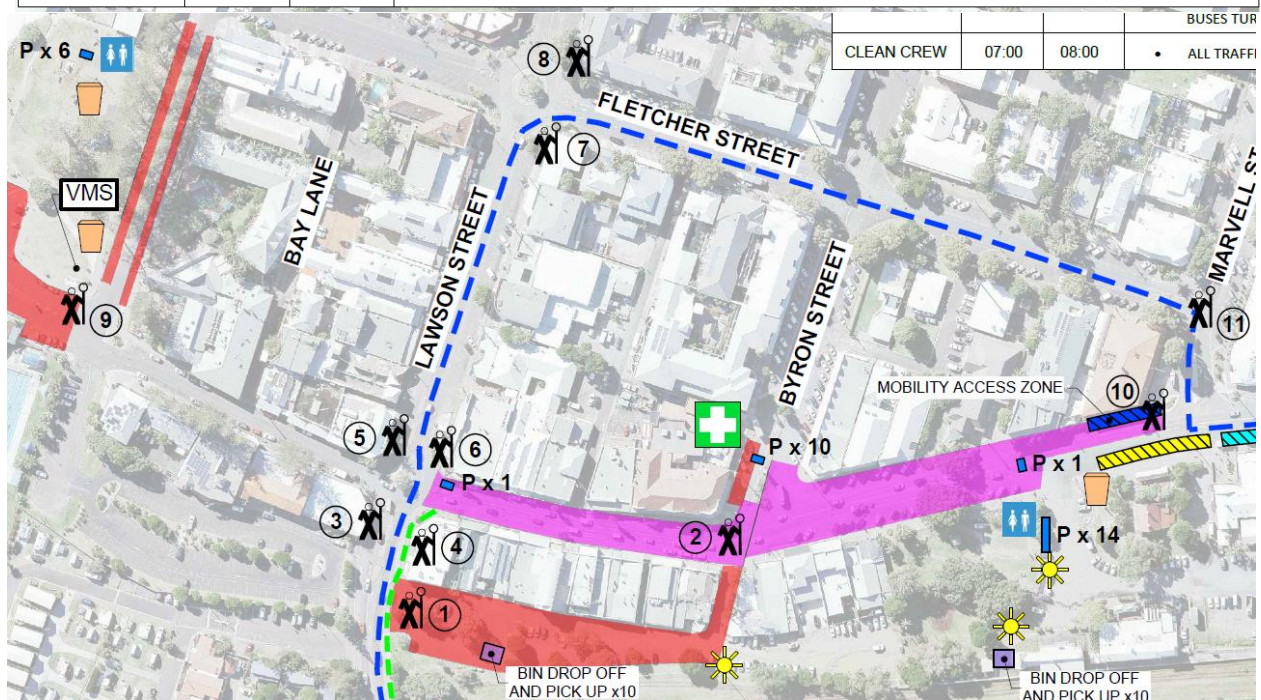 BUSES TUR
CLEAN CREW 07:00 08:00 • ALL TRAFFI
P x 6
8
FLETCHER STREET
7
BAY LANE
VMS
LAWSON STREET
MARVELL ST
9
11
BYRON STREET
MOBILITY ACCESS ZONE
10
5
6
P x 10
P x 1
P x 1
3
2
4
P x 14
1
BIN DROP OFF
AND PICK UP x10
BIN DROP OFF
AND PICK UP x10